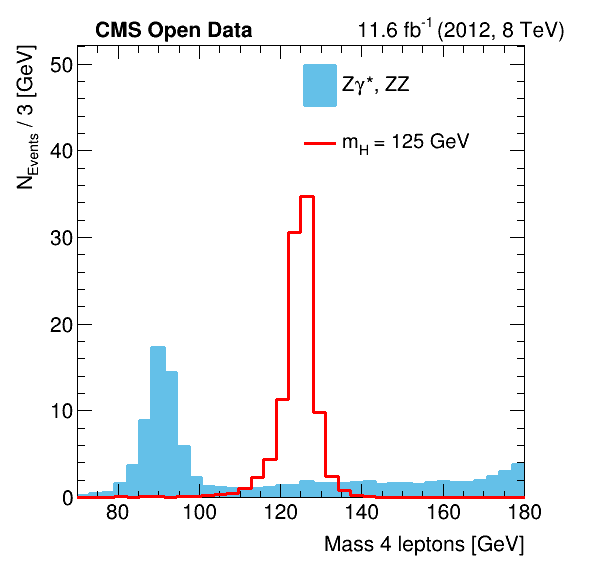 CMS Open Data 11.6 fb⁻¹ (2012, 8 TeV)
N_Events / 3 [GeV]
50
40
30
20
10
0
Zγ*, ZZ
m_H = 125 GeV
80 100 120 140 160 180
Mass 4 leptons [GeV]